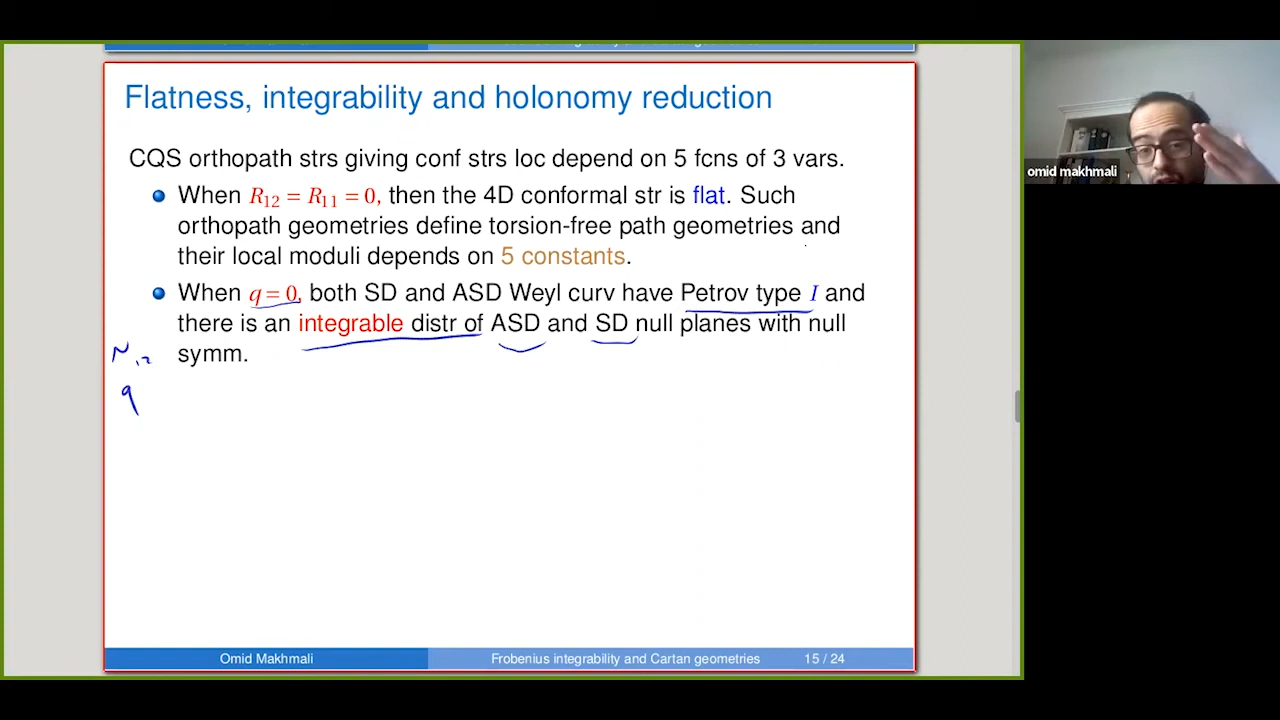 Flatness, integrability and holonomy reduction
CQS orthopath strs giving conf strs loc depend on 5 fcns of 3 vars.
When R₁₂ = R₁₁ = 0, then the 4D conformal str is flat. Such
orthopath geometries define torsion-free path geometries and
their local moduli depends on 5 constants.
When q = 0, both SD and ASD Weyl curv have Petrov type I and
there is an integrable distr of ASD and SD null planes with null
symm.
q
Omid Makhmali
Frobenius integrability and Cartan geometries
15 / 24
omid makhmali